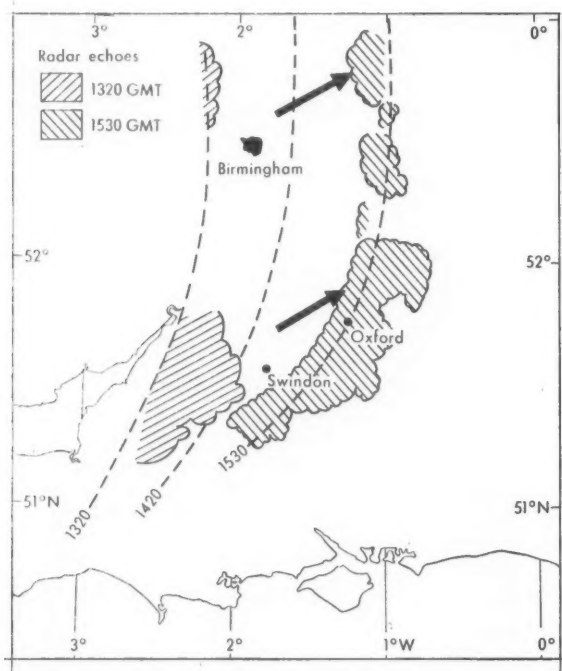 3° 2° 0°
Radar echoes
1320 GMT
1530 GMT
Birmingham
52° 52°
Oxford
Swindon
1530
51°N 1320 1420 51°N
3° 2° 1°W 0°